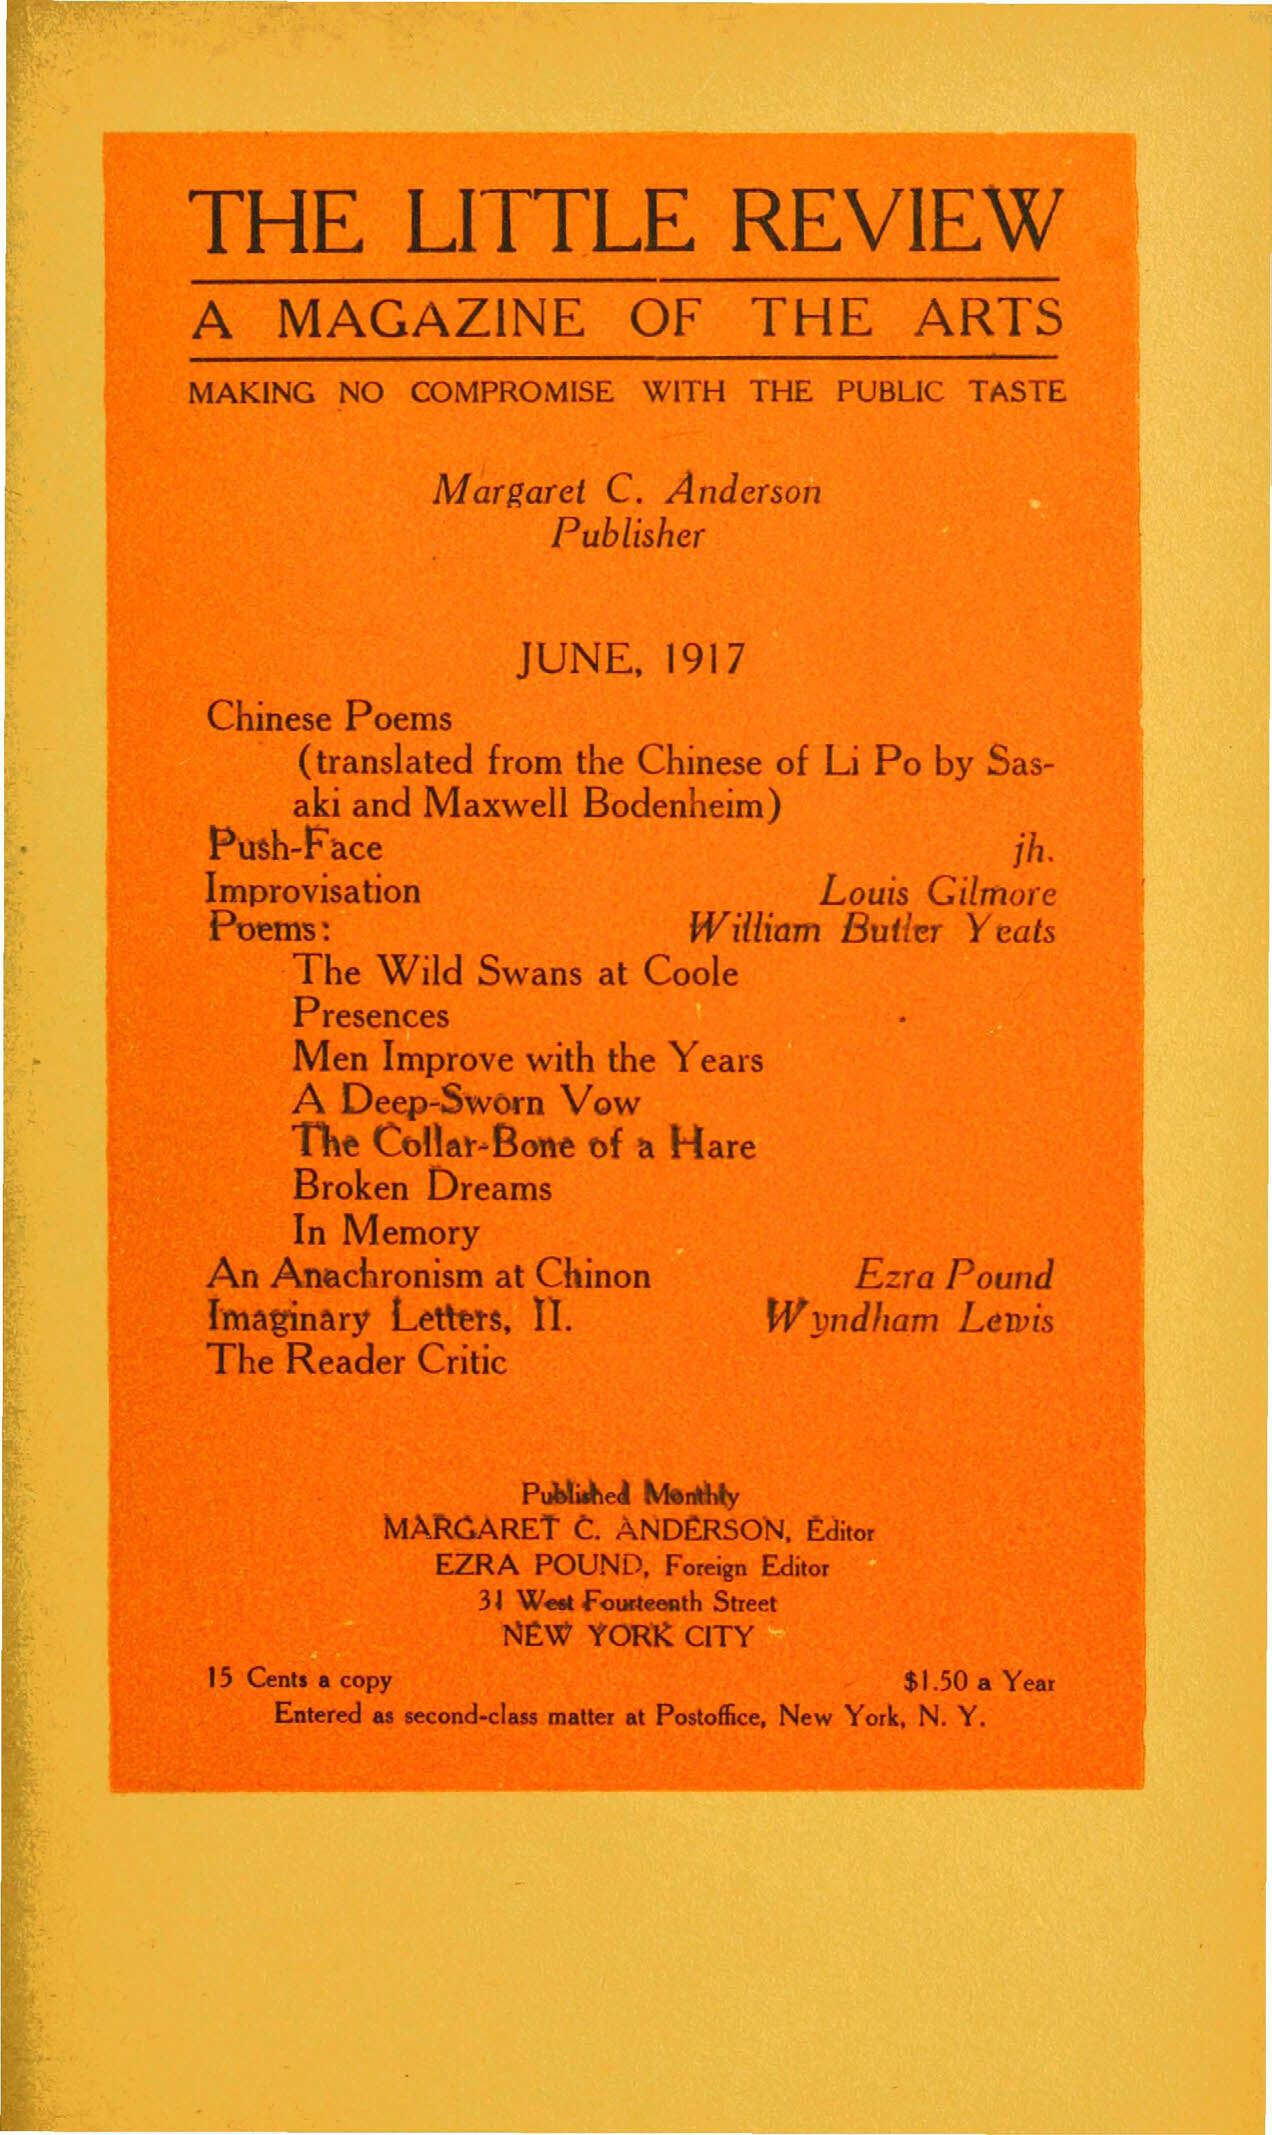 THE LITTLE REVIEW
A MAGAZINE OF THE ARTS
MAKING NO COMPROMISE WITH THE PUBLIC TASTE
Margaret C. Anderson
Publisher
JUNE, 1917
Chinese Poems
(translated from the Chinese of Li Po by Sas-
aki and Maxwell Bodenheim)
Push-Face jh.
Improvisation Louis Gilmore
Poems: William Butler Yeats
The Wild Swans at Coole
Presences
Men Improve with the Years
A Deep-Sworn Vow
The Collar-Bone of a Hare
Broken Dreams
In Memory
An Anachronism at Chinon Ezra Pound
Imaginary Letters, II. Wyndham Lewis
The Reader Critic
Published Monthly
MARGARET C. ANDERSON, Editor
EZRA POUND, Foreign Editor
31 West Fourteenth Street
NEW YORK CITY
15 Cents a copy $1.50 a Year
Entered as second-class matter at Postoffice, New York, N. Y.